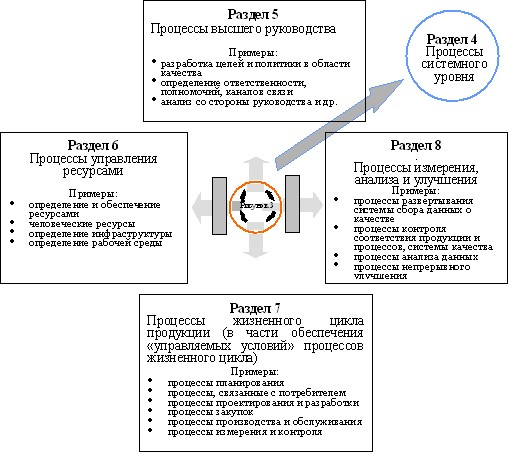 Раздел 5
Процессы высшего руководства
Примеры:
• разработка целей и политики в области
качества
• определение ответственности,
полномочий, каналов связи
• анализ со стороны руководства и др.
Раздел 4
Процессы
системного
уровня
Раздел 6
Процессы управления
ресурсами
Примеры:
• определение и обеспечение
ресурсами
• человеческие ресурсы
• определение инфраструктуры
• определение рабочей среды
Рисунок 3
Раздел 8
Процессы измерения,
анализа и улучшения
Примеры:
• процессы развертывания
системы сбора данных о
качестве
• процессы контроля
соответствия продукции и
процессов, системы качества
• процессы анализа данных
• процессы непрерывного
улучшения
Раздел 7
Процессы жизненного цикла
продукции (в части обеспечения
«управляемых условий» процессов
жизненного цикла)
Примеры:
• процессы планирования
• процессы, связанные с потребителем
• процессы проектирования и разработки
• процессы закупок
• процессы производства и обслуживания
• процессы измерения и контроля